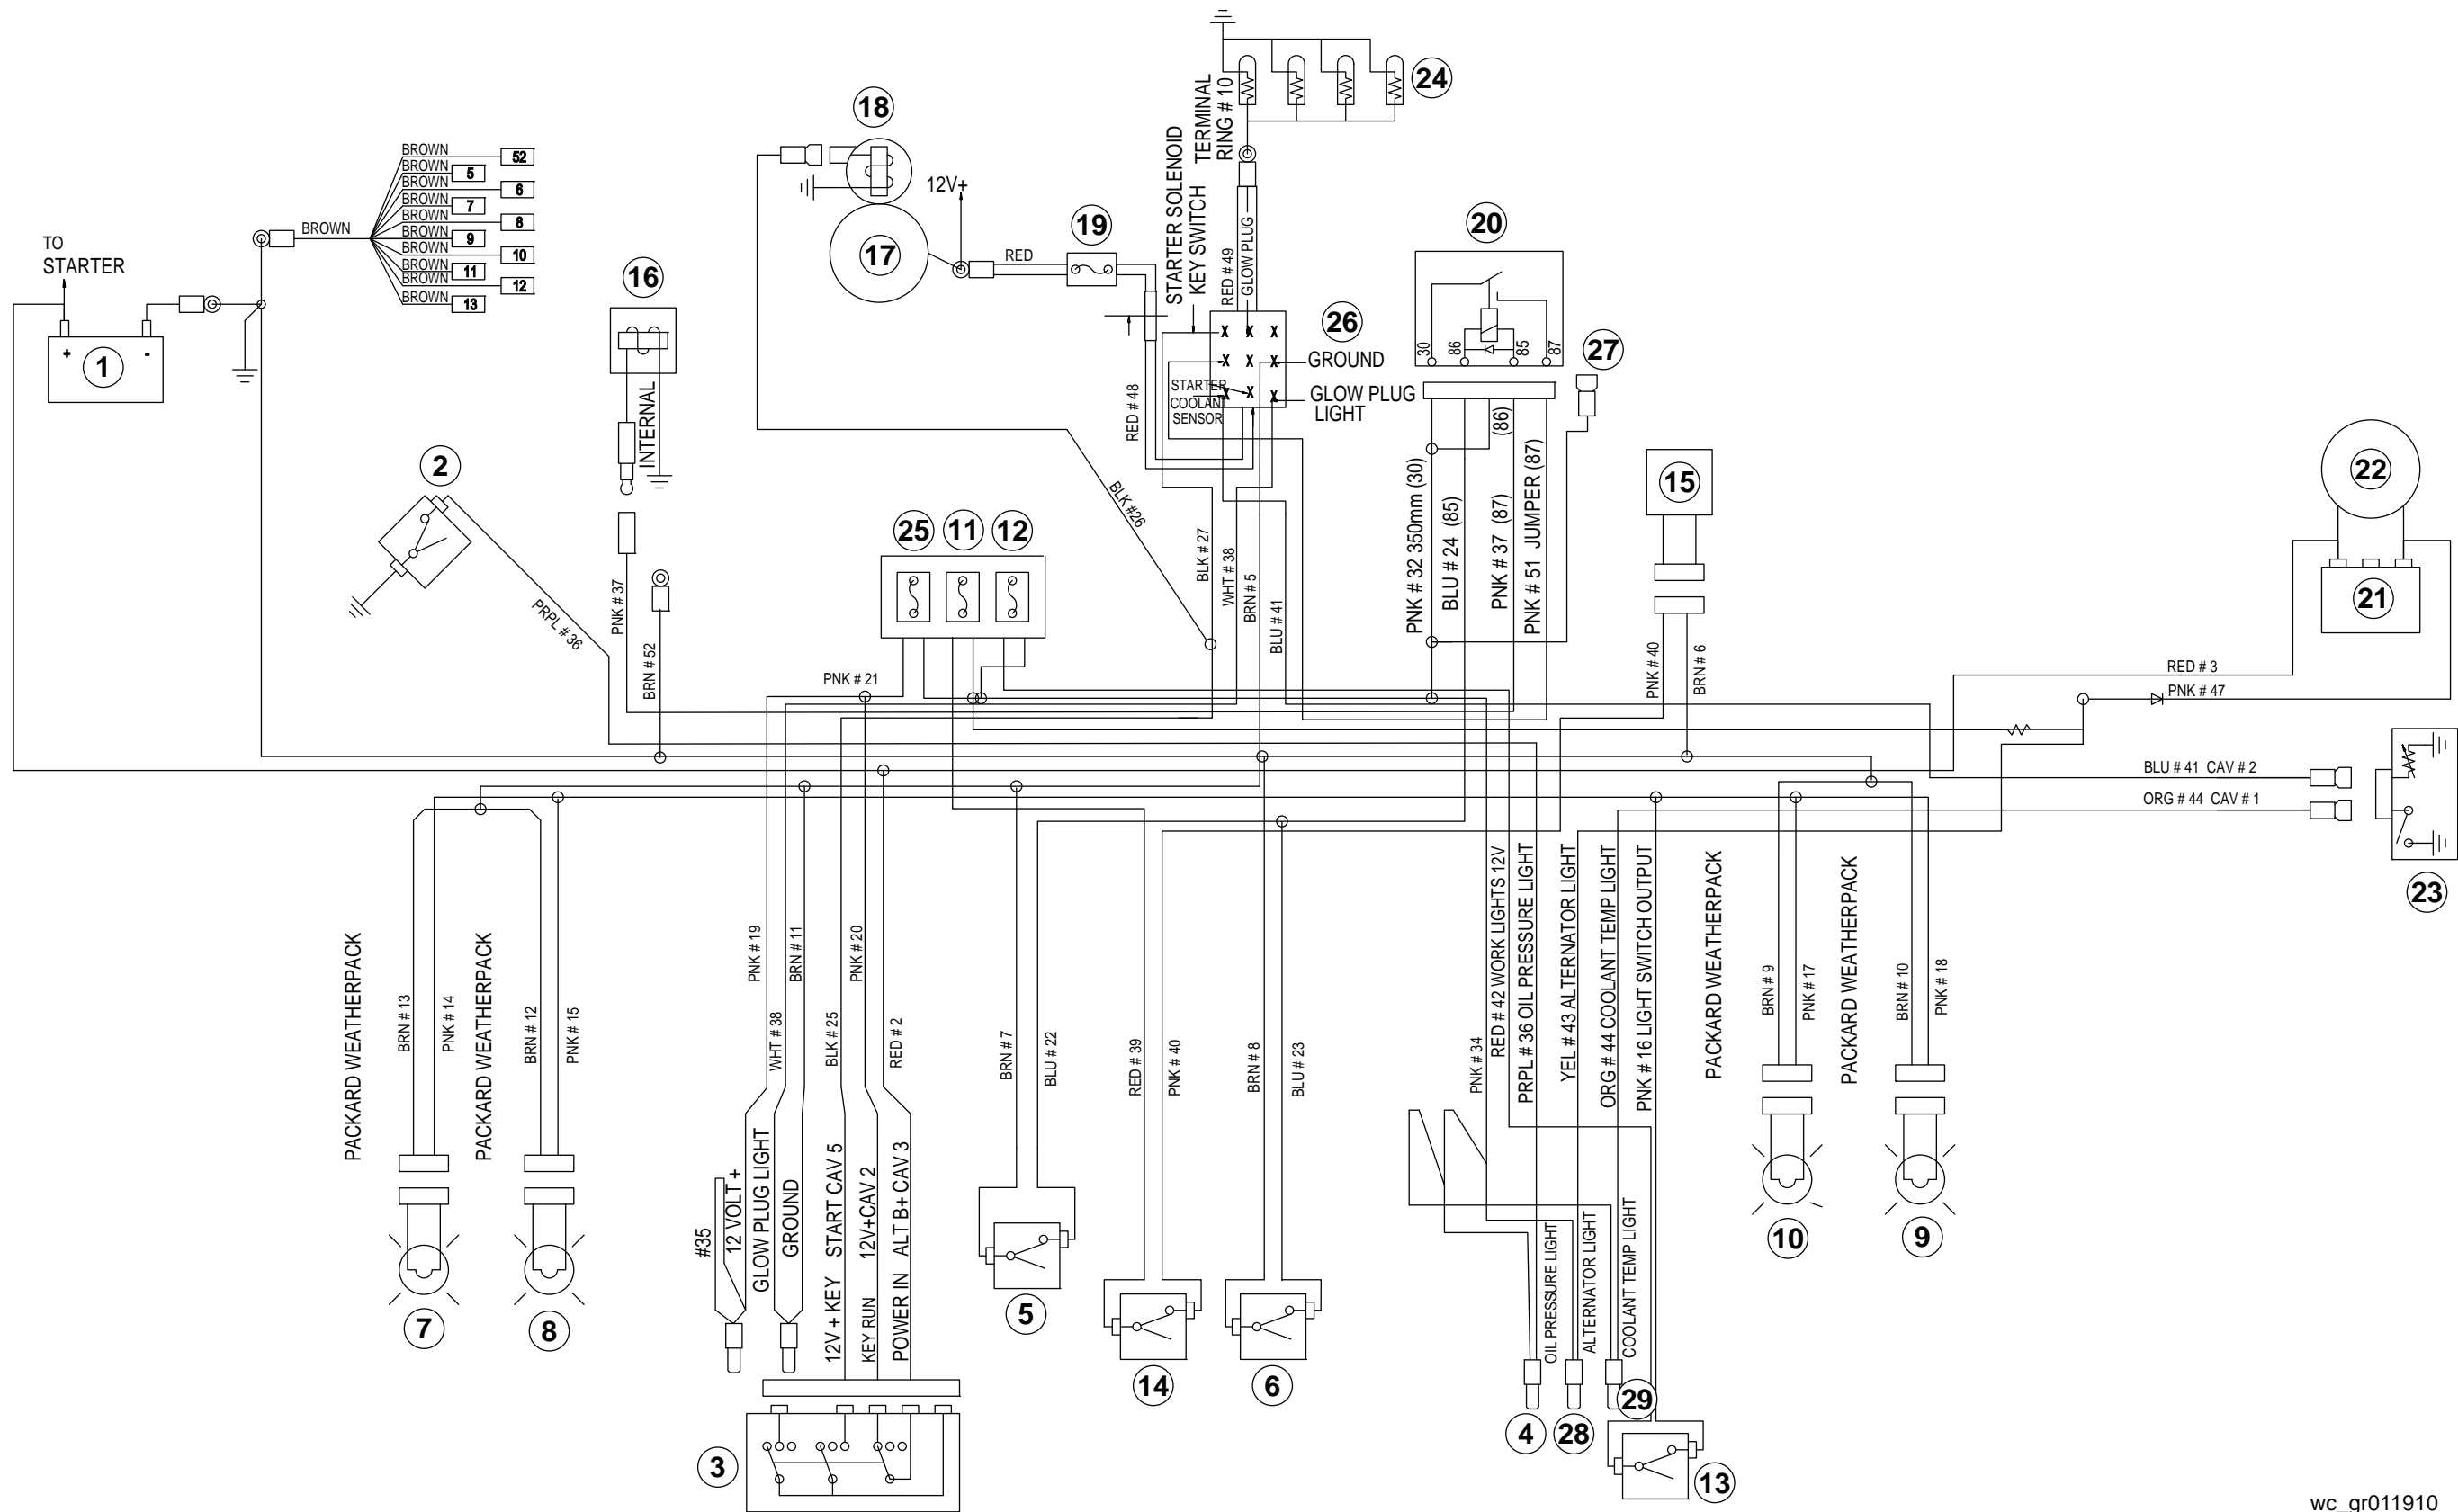 24
18
TERMINAL
RING # 10
STARTER SOLENOID
KEY SWITCH
BROWN 52
BROWN 5
BROWN 6
BROWN 7
BROWN 8
BROWN 9
BROWN 10
BROWN 11
BROWN 12
BROWN 13
BROWN
TO
STARTER
12V+
17
RED
19
RED # 49
GLOW PLUG
20
16
26
GROUND
GLOW PLUG
LIGHT
STARTER
COOLANT
SENSOR
X X X
X X X
X X X
30
86
85
87
27
+
-
1
INTERNAL
RED # 48
2
(86)
15
22
BLK #26
25
11
12
BLK # 27
WHT # 38
BRN # 5
BLU # 41
PNK # 32 350mm (30)
BLU # 24 (85)
PNK # 37 (87)
PNK # 51 JUMPER (87)
21
PRPL # 36
PNK # 37
BRN # 52
PNK # 40
BRN # 6
PNK # 21
RED # 3
PNK # 47
BLU # 41 CAV # 2
ORG # 44 CAV # 1
23
PACKARD WEATHERPACK
BRN # 13
PNK # 14
PACKARD WEATHERPACK
BRN # 12
PNK # 15
PNK # 19
WHT # 38
BRN # 11
BLK # 25
PNK # 20
RED # 2
BRN # 7
BLU # 22
RED # 39
PNK # 40
BRN # 8
BLU # 23
PNK # 34
RED # 42 WORK LIGHTS 12V
PRPL # 36 OIL PRESSURE LIGHT
YEL # 43 ALTERNATOR LIGHT
ORG # 44 COOLANT TEMP LIGHT
PNK # 16 LIGHT SWITCH OUTPUT
PACKARD WEATHERPACK
BRN # 9
PNK # 17
PACKARD WEATHERPACK
BRN # 10
PNK # 18
#35
12 VOLT +
GLOW PLUG LIGHT
GROUND
12V + KEY START CAV 5
KEY RUN 12V+CAV 2
POWER IN ALT B+ CAV 3
OIL PRESSURE LIGHT
ALTERNATOR LIGHT
COOLANT TEMP LIGHT
10
9
7
8
5
14
6
29
4
28
3
13
wc_gr011910